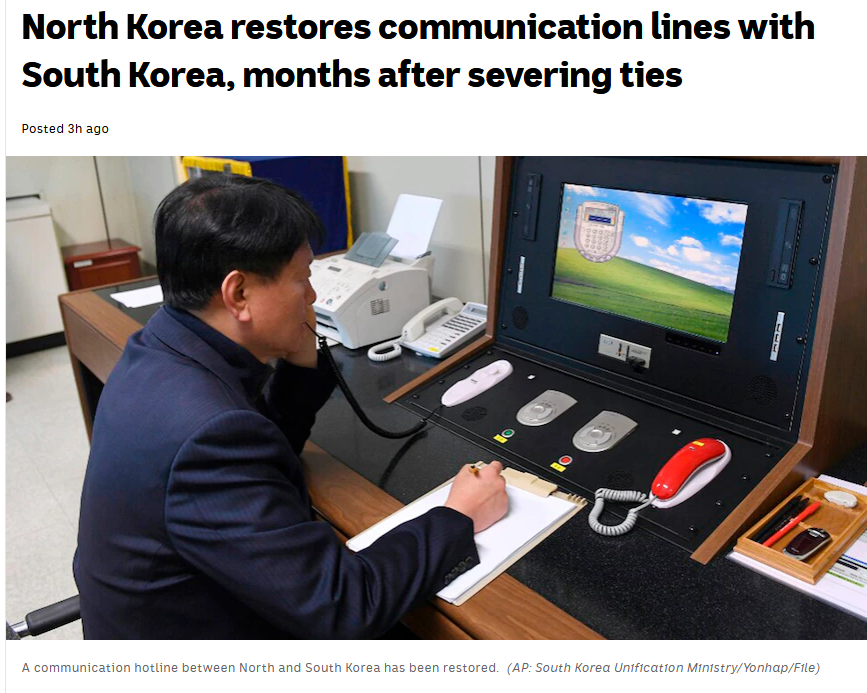 North Korea restores communication lines with
South Korea, months after severing ties
Posted 3h ago
A communication hotline between North and South Korea has been restored. (AP: South Korea Unification Ministry/Yonhap/File)